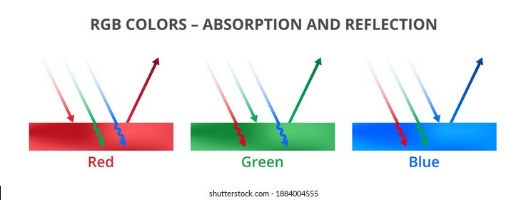 RGB COLORS – ABSORPTION AND REFLECTION
Red
Green
Blue
shutterstock.com · 1884004555